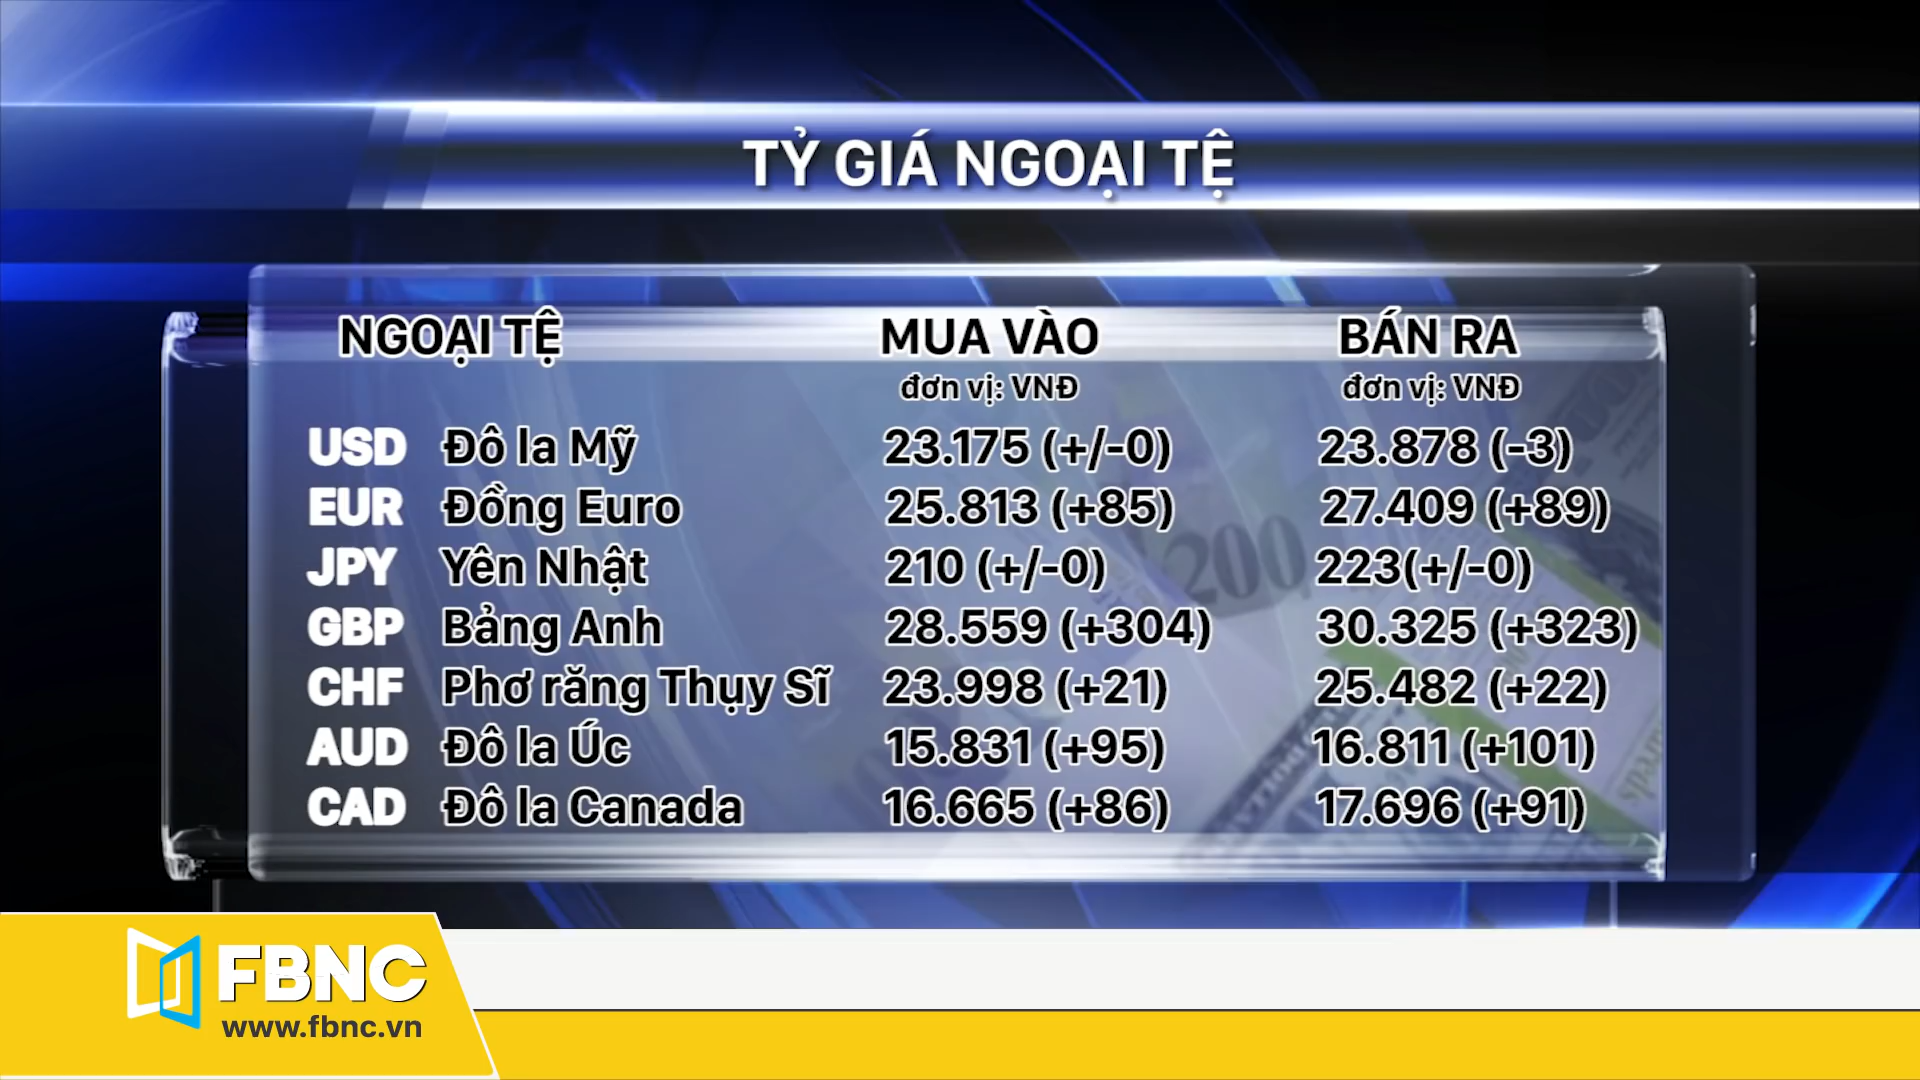 TỶ GIÁ NGOẠI TỆ
NGOẠI TỆ MUA VÀO BÁN RA
đơn vị: VNĐ đơn vị: VNĐ
USD Đô la Mỹ 23.175 (+/-0) 23.878 (-3)
EUR Đồng Euro 25.813 (+85) 27.409 (+89)
JPY Yên Nhật 210 (+/-0) 223(+/-0)
GBP Bảng Anh 28.559 (+304) 30.325 (+323)
CHF Phơ răng Thụy Sĩ 23.998 (+21) 25.482 (+22)
AUD Đô la Úc 15.831 (+95) 16.811 (+101)
CAD Đô la Canada 16.665 (+86) 17.696 (+91)
200
FBNC
www.fbnc.vn